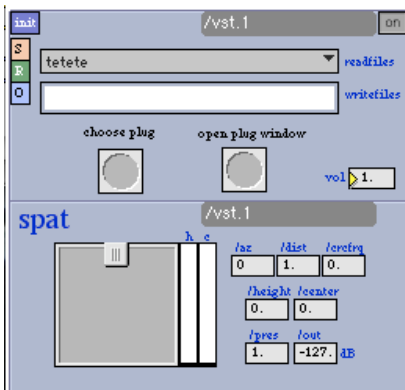 init /vst.1 on
S
R
O
tetete readfiles
writefiles
choose plug open plug window
vol 1.
spat /vst.1
h c
/az /dist /crcfrq
0 1. 0.
/height /center
0. 0.
/pres /out
1. -127. dB